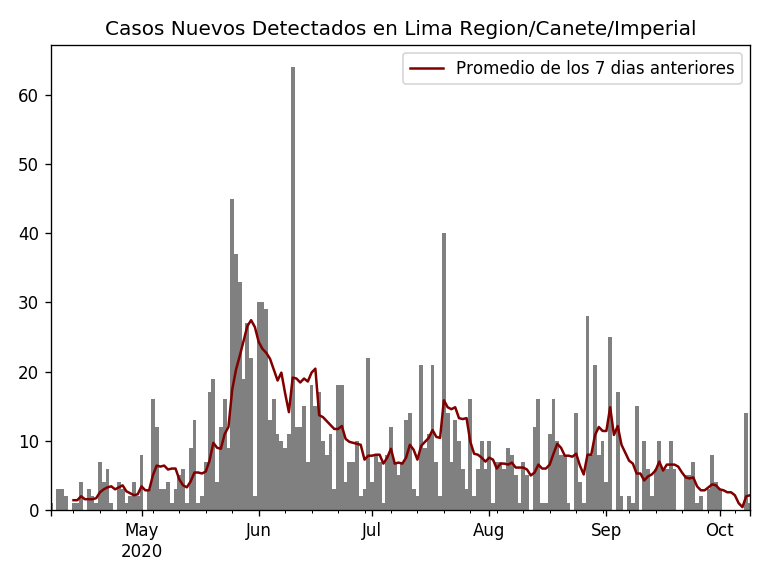 Casos Nuevos Detectados en Lima Region/Canete/Imperial
Promedio de los 7 dias anteriores
60
50
40
30
20
10
0
May Jun Jul Aug Sep Oct
2020